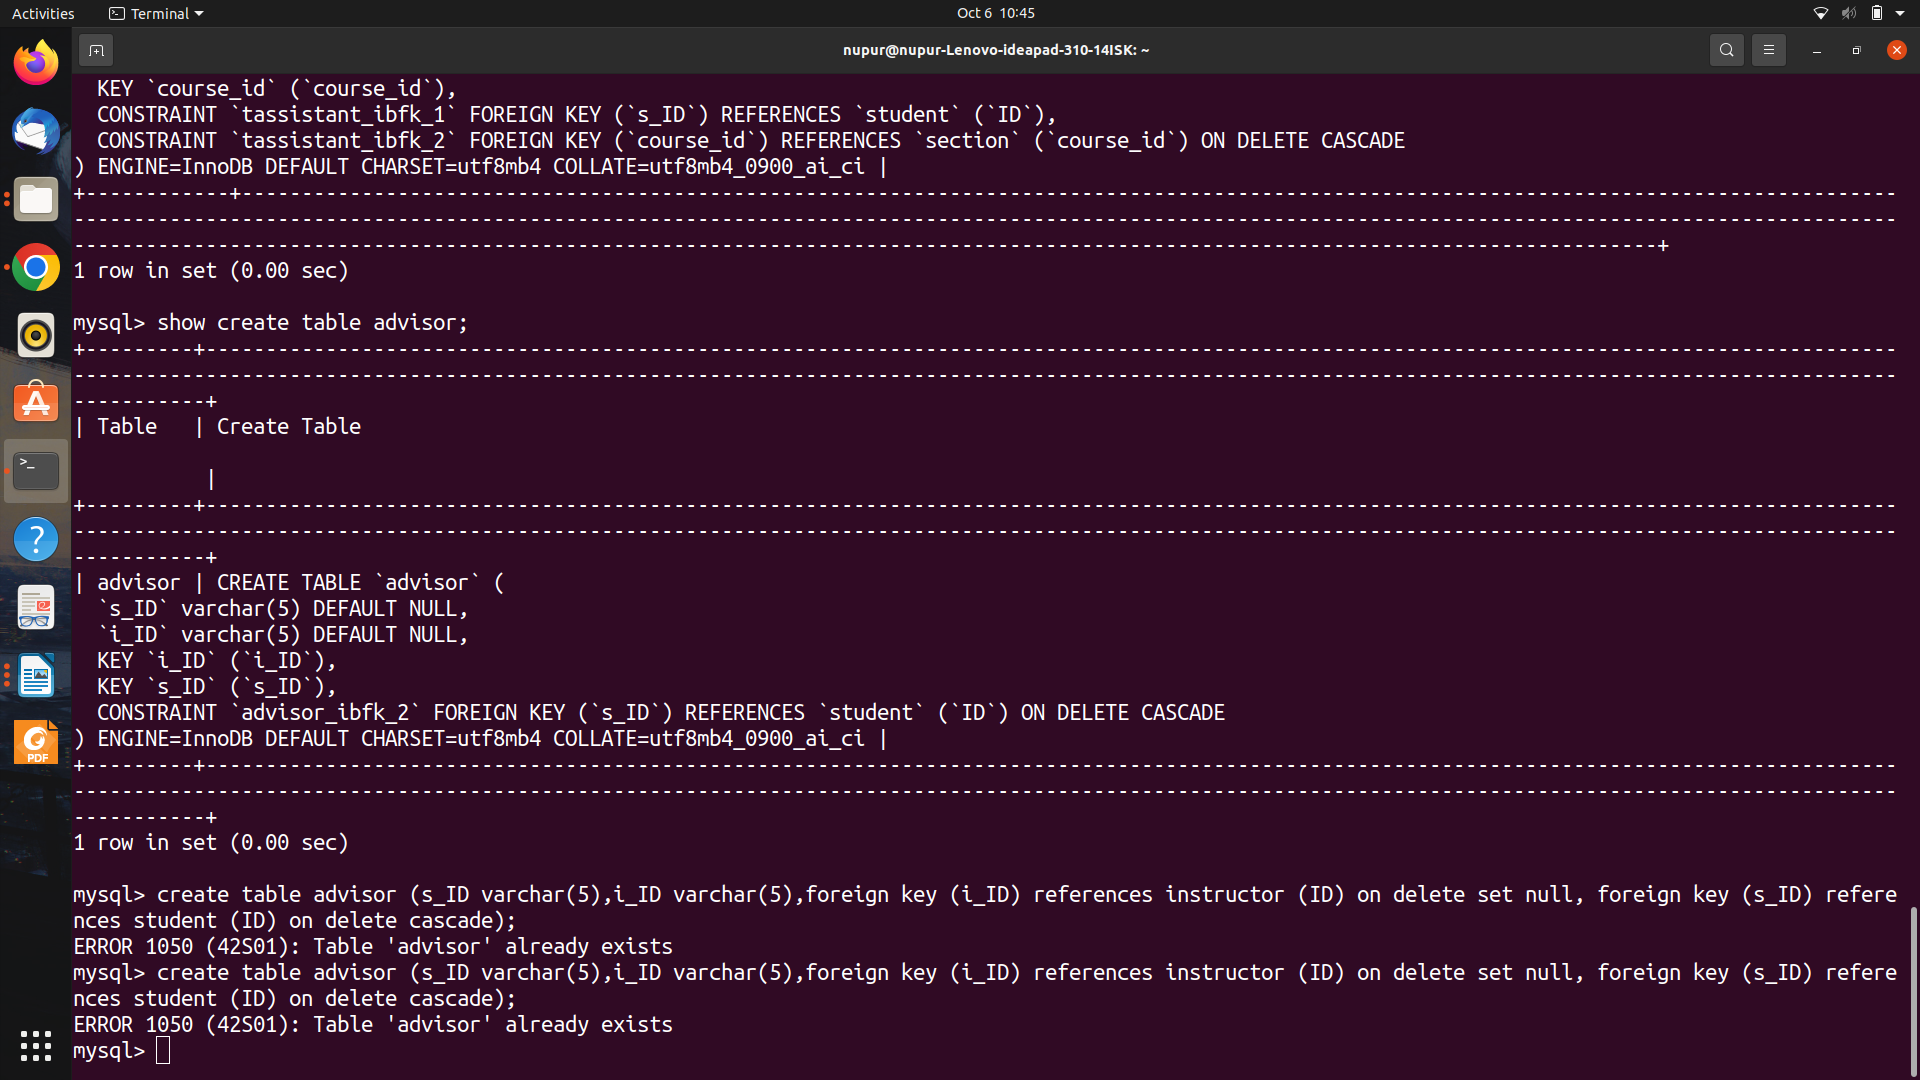 Activities
Terminal
Oct 6 10:45
nupur@nupur-Lenovo-ideapad-310-14ISK: ~
  KEY `course_id` (`course_id`),
  CONSTRAINT `tassistant_ibfk_1` FOREIGN KEY (`s_ID`) REFERENCES `student` (`ID`),
  CONSTRAINT `tassistant_ibfk_2` FOREIGN KEY (`course_id`) REFERENCES `section` (`course_id`) ON DELETE CASCADE
) ENGINE=InnoDB DEFAULT CHARSET=utf8mb4 COLLATE=utf8mb4_0900_ai_ci |
1 row in set (0.00 sec)
mysql> show create table advisor;
| Table   | Create Table
|
| advisor | CREATE TABLE `advisor` (
  `s_ID` varchar(5) DEFAULT NULL,
  `i_ID` varchar(5) DEFAULT NULL,
  KEY `i_ID` (`i_ID`),
  KEY `s_ID` (`s_ID`),
  CONSTRAINT `advisor_ibfk_2` FOREIGN KEY (`s_ID`) REFERENCES `student` (`ID`) ON DELETE CASCADE
) ENGINE=InnoDB DEFAULT CHARSET=utf8mb4 COLLATE=utf8mb4_0900_ai_ci |
1 row in set (0.00 sec)
mysql> create table advisor (s_ID varchar(5),i_ID varchar(5),foreign key (i_ID) references instructor (ID) on delete set null, foreign key (s_ID) refere
nces student (ID) on delete cascade);
ERROR 1050 (42S01): Table 'advisor' already exists
mysql> create table advisor (s_ID varchar(5),i_ID varchar(5),foreign key (i_ID) references instructor (ID) on delete set null, foreign key (s_ID) refere
nces student (ID) on delete cascade);
ERROR 1050 (42S01): Table 'advisor' already exists
mysql>
PDF